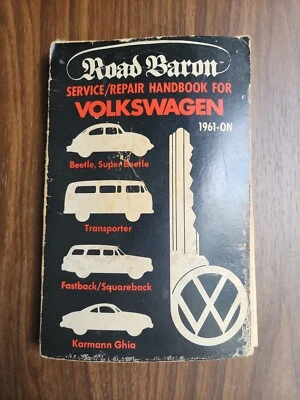 Road Baron
SERVICE/REPAIR HANDBOOK FOR
VOLKSWAGEN
1961-ON
Beetle, Super Beetle
Transporter
Fastback/Squareback
Karmann Ghia
VW